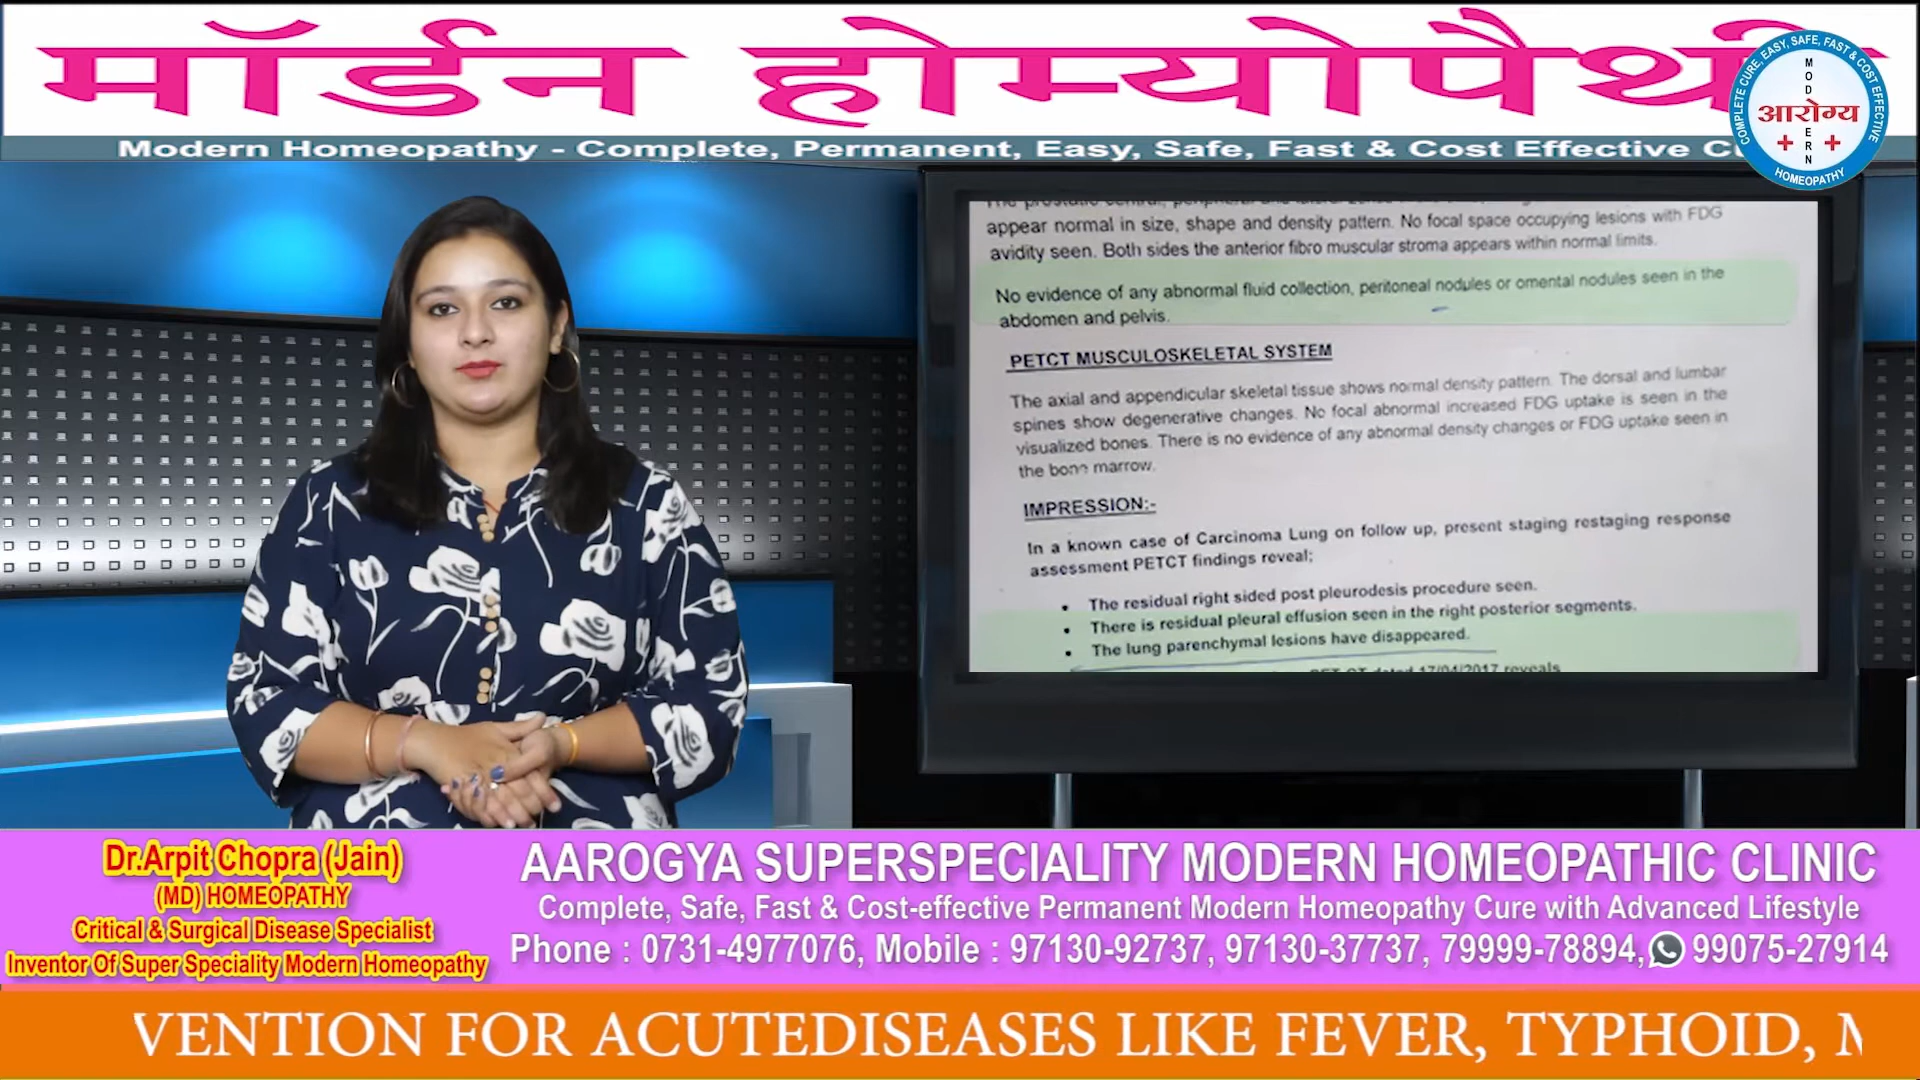 मॉर्डन होम्योपैथी
Modern Homeopathy - Complete, Permanent, Easy, Safe, Fast & Cost Effective
COMPLETE CURE, EASY, SAFE, FAST & COST EFFECTIVE
MODERN
आरोग्य
HOMEOPATHY
appear normal in size, shape and density pattern. No focal space occupying lesions with FDG
avidity seen. Both sides the anterior fibro muscular stroma appears within normal limits.
No evidence of any abnormal fluid collection, peritoneal nodules or omental nodules seen in the
abdomen and pelvis.
PETCT MUSCULOSKELETAL SYSTEM
The axial and appendicular skeletal tissue shows normal density pattern. The dorsal and lumbar
spines show degenerative changes. No focal abnormal increased FDG uptake is seen in the
visualized bones. There is no evidence of any abnormal density changes or FDG uptake seen in
the bone marrow.
IMPRESSION:-
In a known case of Carcinoma Lung on follow up, present staging restaging response
assessment PETCT findings reveal;
• The residual right sided post pleurodesis procedure seen.
• There is residual pleural effusion seen in the right posterior segments.
• The lung parenchymal lesions have disappeared.
dated 17/04/2017 reveals
Dr.Arpit Chopra (Jain)
(MD) HOMEOPATHY
Critical & Surgical Disease Specialist
Inventor Of Super Speciality Modern Homeopathy
AAROGYA SUPERSPECIALITY MODERN HOMEOPATHIC CLINIC
Complete, Safe, Fast & Cost-effective Permanent Modern Homeopathy Cure with Advanced Lifestyle
Phone : 0731-4977076, Mobile : 97130-92737, 97130-37737, 79999-78894, 99075-27914
VENTION FOR ACUTEDISEASES LIKE FEVER, TYPHOID,